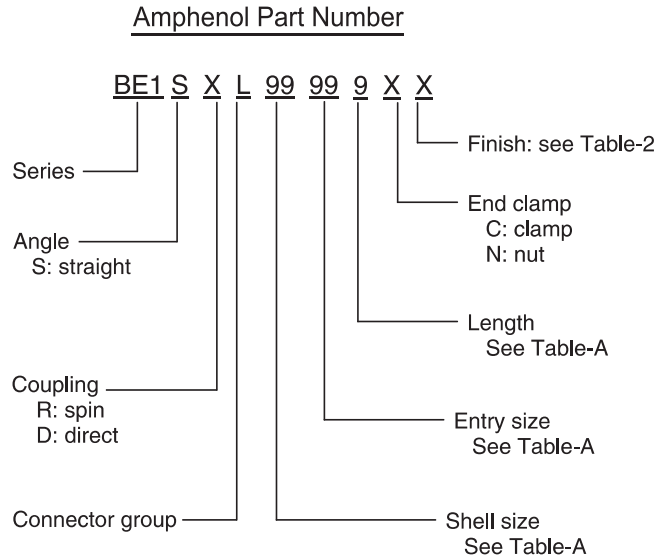 Amphenol Part Number
BE1 S X L 99 99 9 X X
Finish: see Table-2
Series
End clamp
C: clamp
N: nut
Angle
S: straight
Length
See Table-A
Coupling
R: spin
D: direct
Entry size
See Table-A
Connector group
Shell size
See Table-A